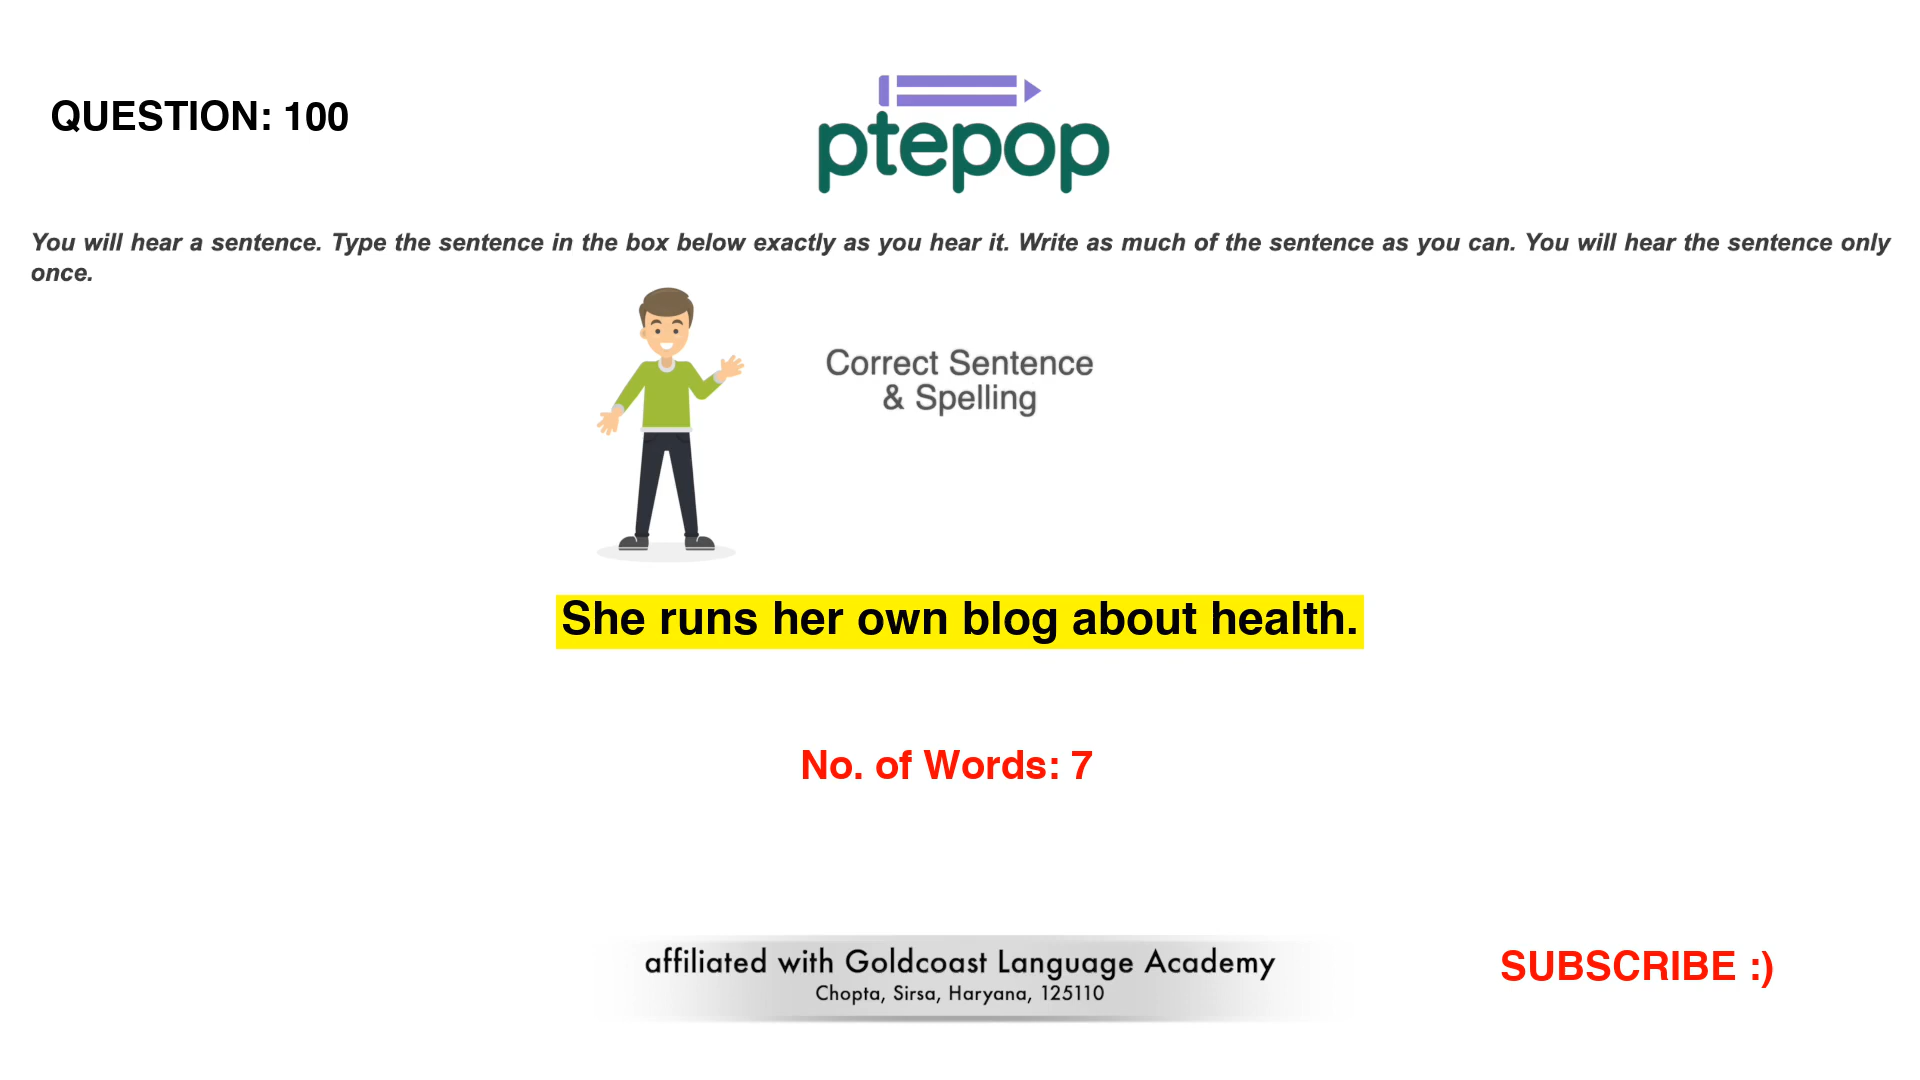 QUESTION: 100
ptepop
You will hear a sentence. Type the sentence in the box below exactly as you hear it. Write as much of the sentence as you can. You will hear the sentence only
once.
Correct Sentence
& Spelling
She runs her own blog about health.
No. of Words: 7
affiliated with Goldcoast Language Academy
Chopta, Sirsa, Haryana, 125110
SUBSCRIBE :)